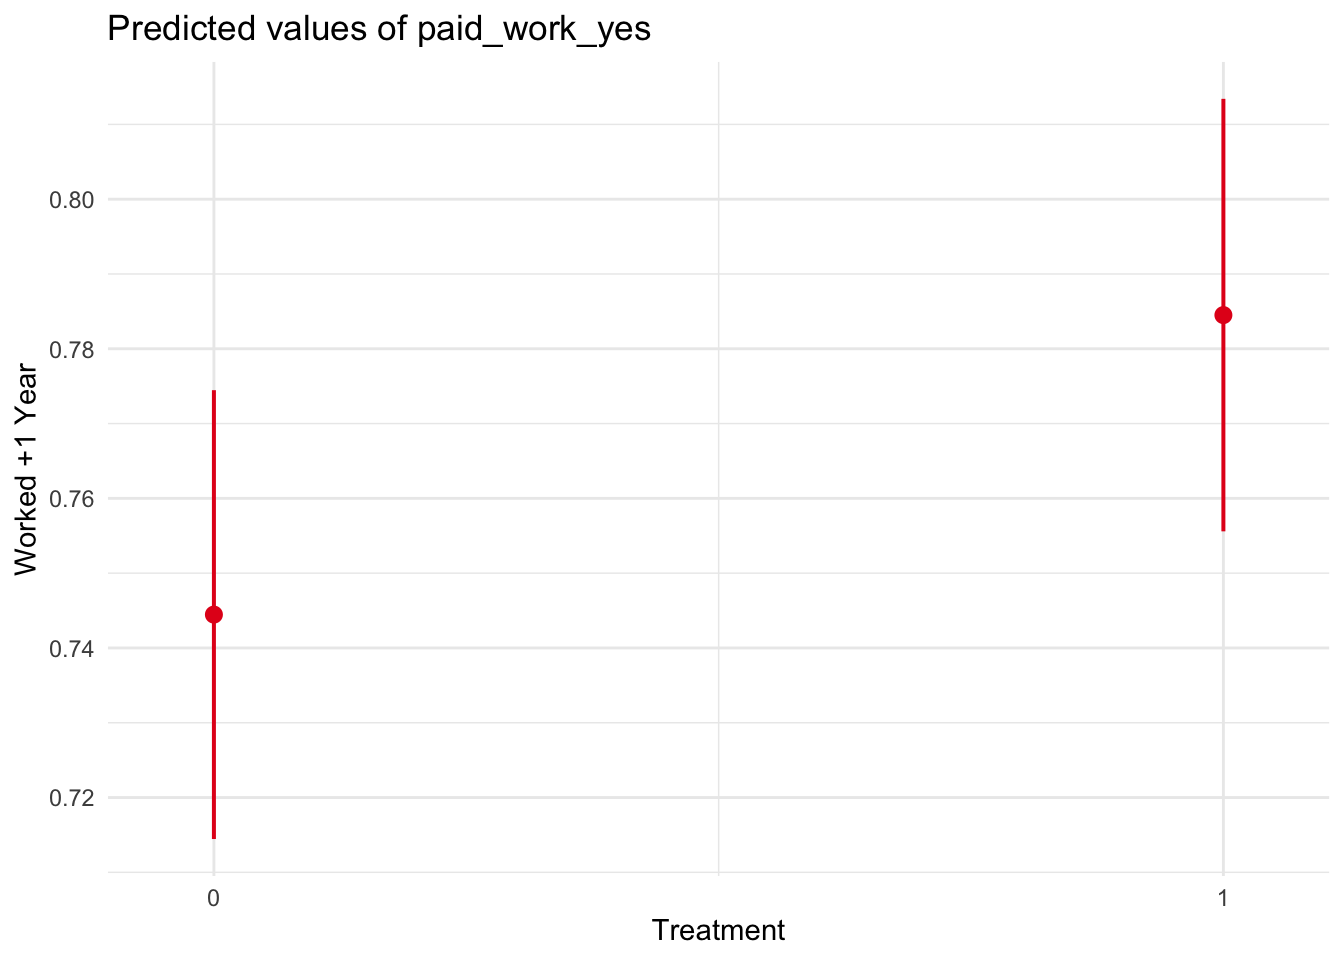 Predicted values of paid_work_yes
Worked +1 Year
0.80
0.78
0.76
0.74
0.72
0
1
Treatment